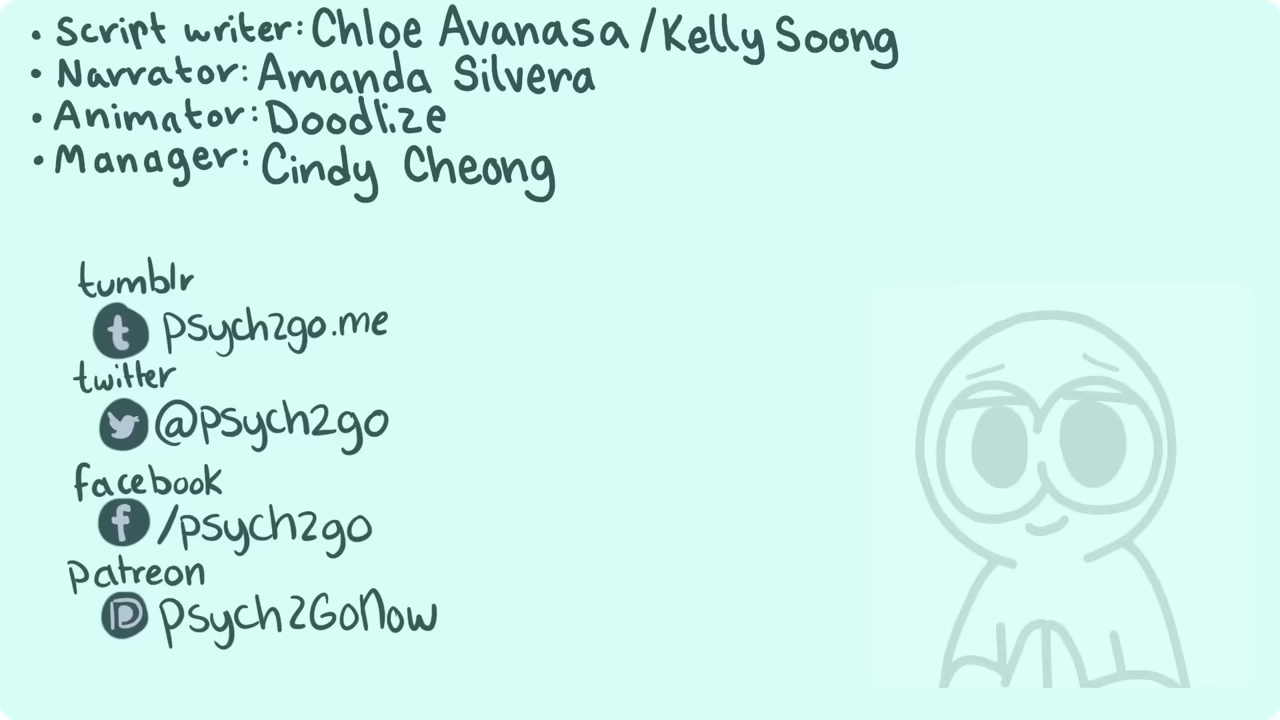 • Script writer: Chloe Avanasa / Kelly Soong
• Narrator: Amanda Silvera
• Animator: Doodlize
• Manager: Cindy Cheong
tumblr
t psych2go.me
twitter
@psych2go
facebook
f /psych2go
patreon
P Psych2GoNow